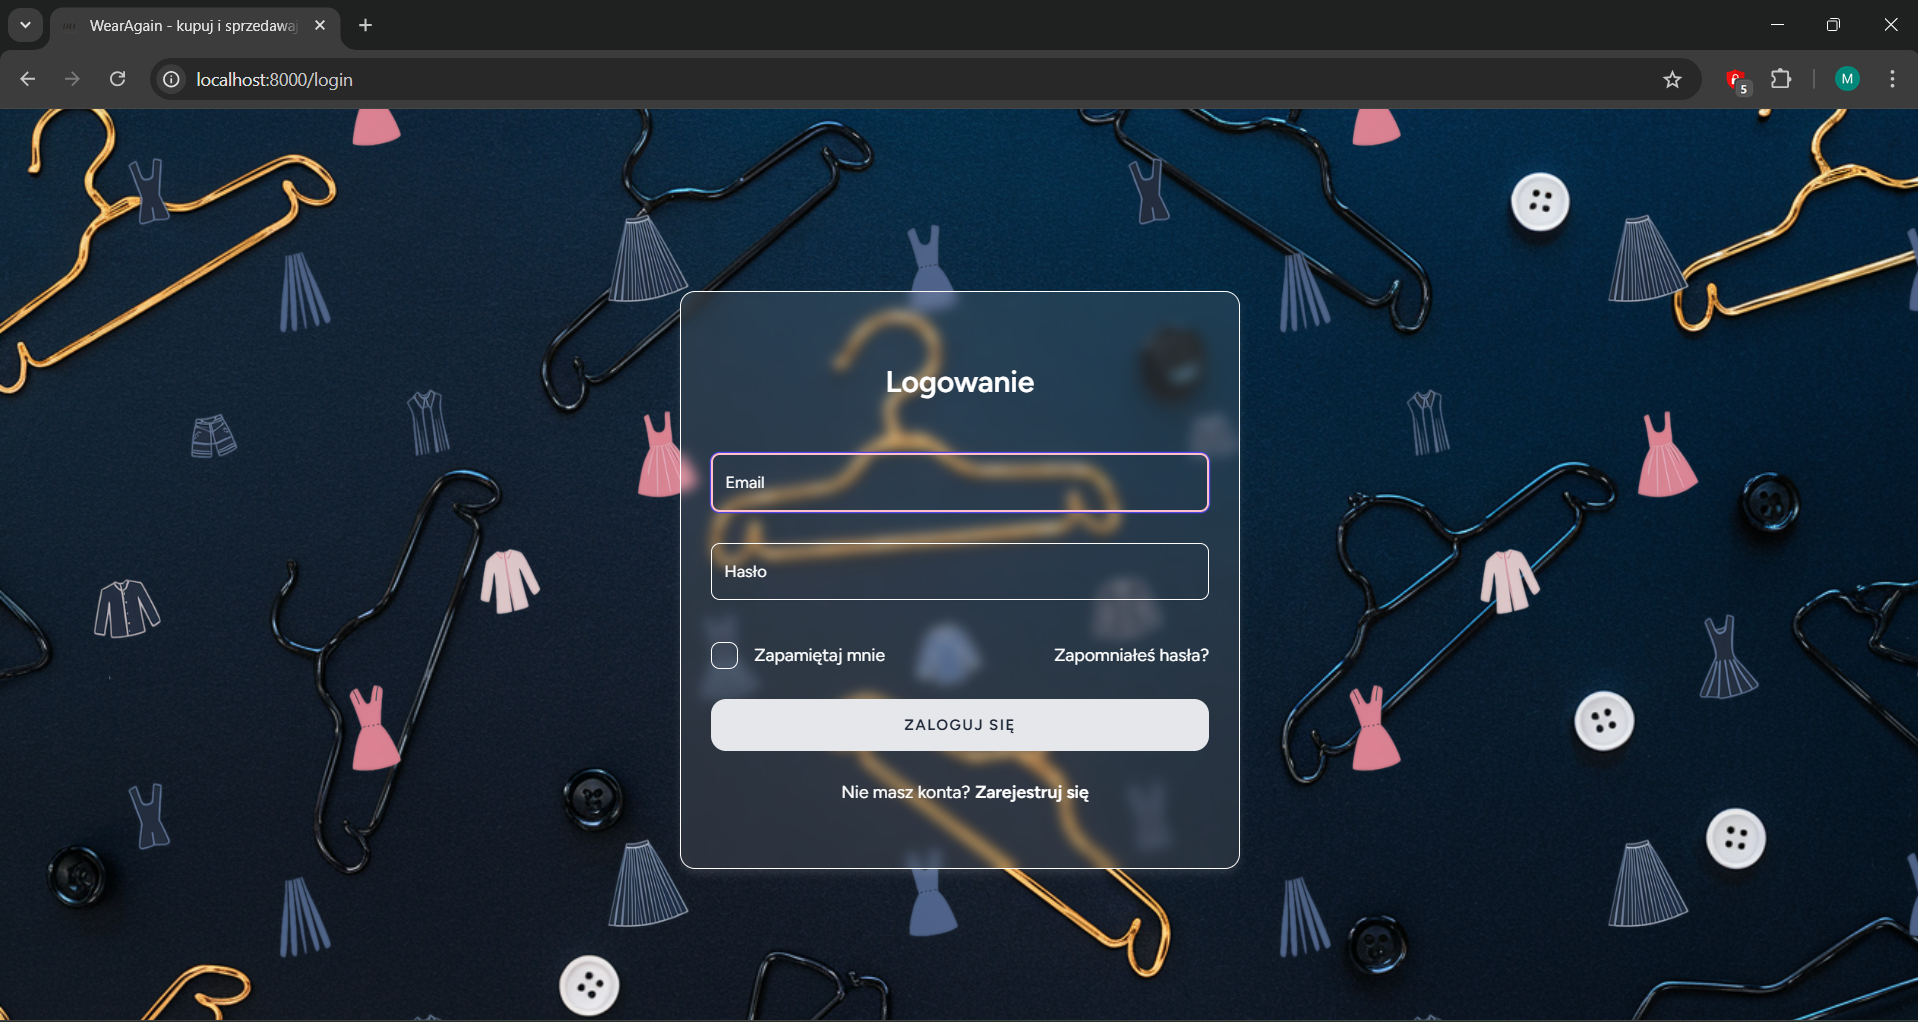 WearAgain - kupuj i sprzedawaj
localhost:8000/login
5
M
Logowanie
Email
Hasło
Zapamiętaj mnie
Zapomniałeś hasła?
ZALOGUJ SIĘ
Nie masz konta? Zarejestruj się